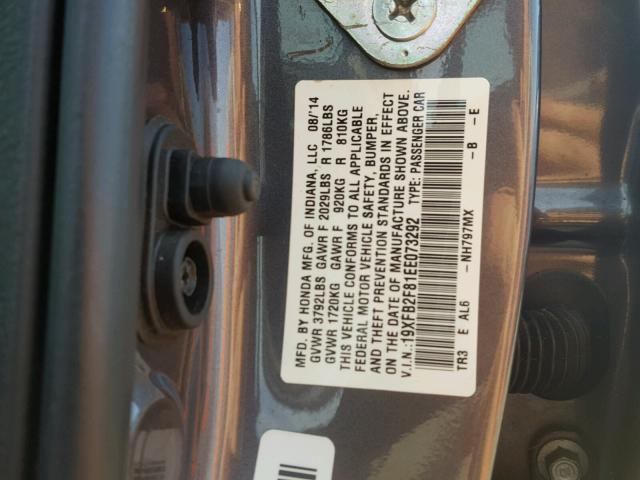 MFD. BY HONDA MFG. OF INDIANA, LLC 08/'14
GVWR 3792LBS GAWR F 2029LBS R 1786LBS
GVWR 1720KG GAWR F 920KG R 810KG
THIS VEHICLE CONFORMS TO ALL APPLICABLE
FEDERAL MOTOR VEHICLE SAFETY, BUMPER,
AND THEFT PREVENTION STANDARDS IN EFFECT
ON THE DATE OF MANUFACTURE SHOWN ABOVE.
V.I.N.:19XFB2F81EE073292 TYPE: PASSENGER CAR
TR3 E AL6 -NH797MX -B -E